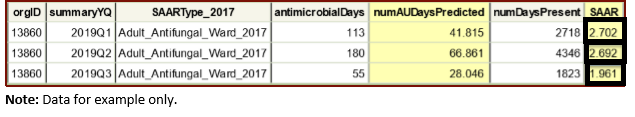 orgID summaryYQ SAARType_2017 antimicrobialDays numAUDaysPredicted numDaysPresent SAAR
13860 2019Q1 Adult_Antifungal_Ward_2017 113 41.815 2718 2.702
13860 2019Q2 Adult_Antifungal_Ward_2017 180 66.861 4346 2.692
13860 2019Q3 Adult_Antifungal_Ward_2017 55 28.046 1823 1.961
Note: Data for example only.